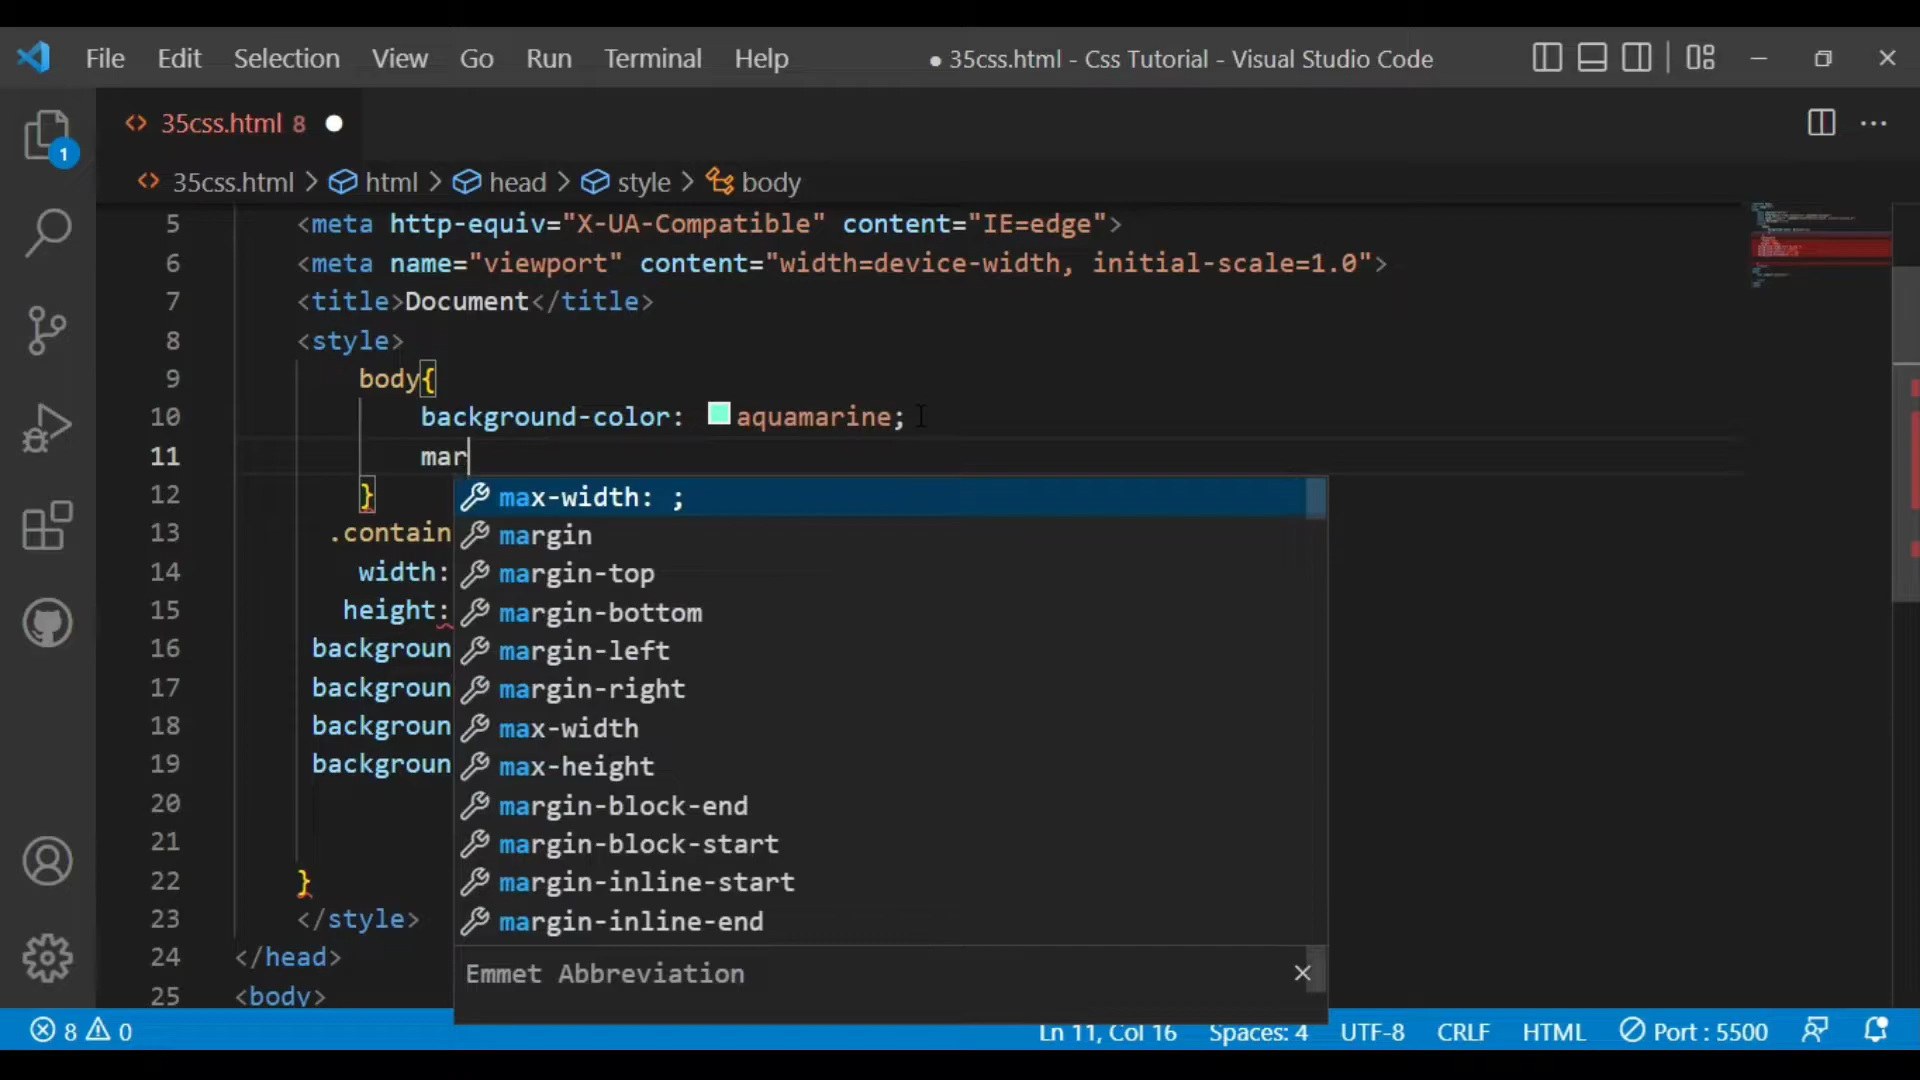 File Edit Selection View Go Run Terminal Help ● 35css.html - Css Tutorial - Visual Studio Code
1
35css.html 8
35css.html > html > head > style > body
5 <meta http-equiv="X-UA-Compatible" content="IE=edge">
6 <meta name="viewport" content="width=device-width, initial-scale=1.0">
7 <title>Document</title>
8 <style>
9 body{
10 background-color: aquamarine;
11 mar
12 }
13 .contain
14 width:
15 height:
16 backgroun
17 backgroun
18 backgroun
19 backgroun
20
21
22 }
23 </style>
24 </head>
25 <body>
max-width: ;
margin
margin-top
margin-bottom
margin-left
margin-right
max-width
max-height
margin-block-end
margin-block-start
margin-inline-start
margin-inline-end
Emmet Abbreviation
8 0 Ln 11, Col 16 Spaces: 4 UTF-8 CRLF HTML Port : 5500